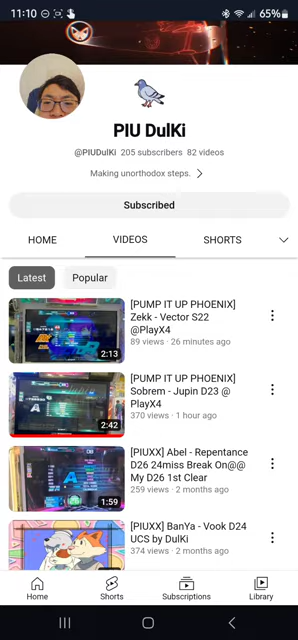 11:10
65%
PIU DulKi
@PIUDulKi 205 subscribers 82 videos
Making unorthodox steps.
Subscribed
HOME VIDEOS SHORTS
Latest Popular
[PUMP IT UP PHOENIX]
Zekk - Vector S22
@PlayX4
89 views · 26 minutes ago
2:13
[PUMP IT UP PHOENIX]
Sobrem - Jupin D23 @
PlayX4
370 views · 1 hour ago
A
2:42
[PIUXX] Abel - Repentance
D26 24miss Break On@@
My D26 1st Clear
259 views · 2 months ago
A
1:59
[PIUXX] BanYa - Vook D24
UCS by DulKi
374 views · 2 months ago
Home Shorts Subscriptions Library